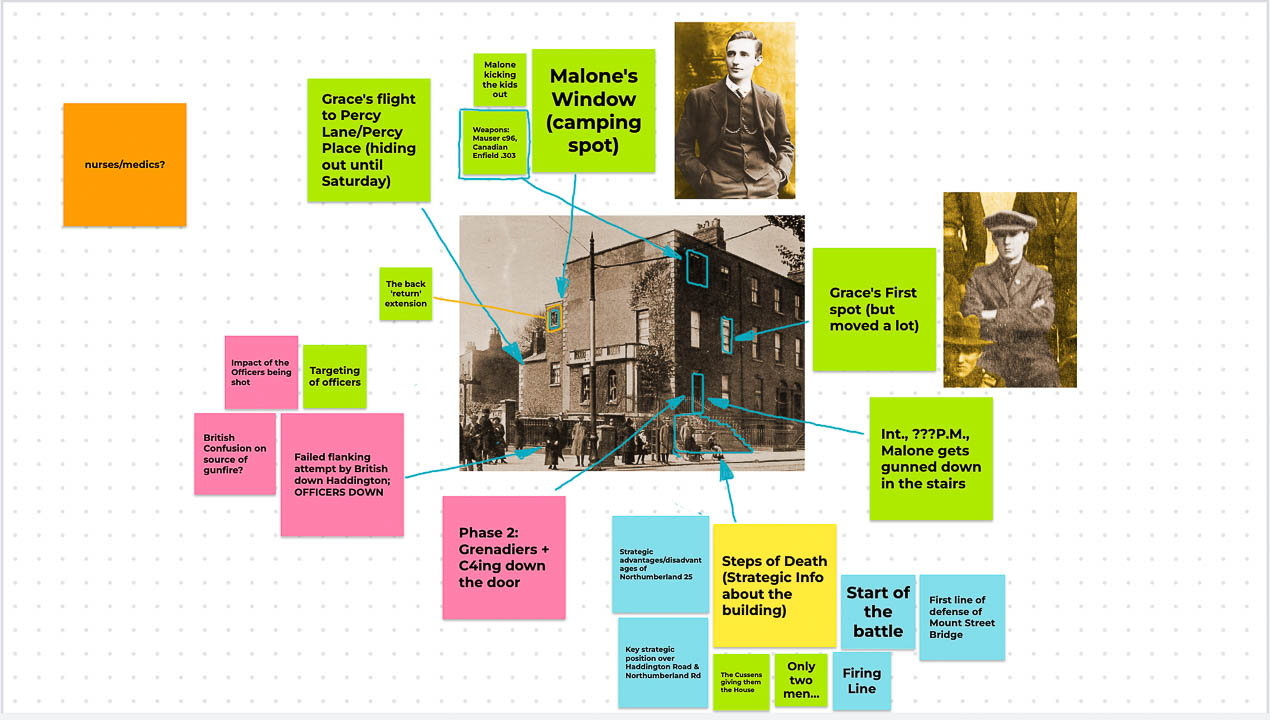 nurses/medics?
Grace's flight
to Percy
Lane/Percy
Place (hiding
out until
Saturday)
Malone
kicking
the kids
out
Weapons:
Mauser c96,
Canadian
Enfield .303
Malone's
Window
(camping
spot)
The back
'return'
extension
Grace's First
spot (but
moved a lot)
Impact of the
Officers being
shot
Targeting
of officers
British
Confusion on
source of
gunfire?
Failed flanking
attempt by British
down Haddington;
OFFICERS DOWN
Int., ???P.M.,
Malone gets
gunned down
in the stairs
Phase 2:
Grenadiers +
C4ing down
the door
Strategic
advantages/disadvant
ages of
Northumberland 25
Steps of Death
(Strategic Info
about the
building)
Start of
the
battle
First line of
defense of
Mount Street
Bridge
Key strategic
position over
Haddington Road &
Northumberland Rd
The Cussens
giving them
the House
Only
two
men...
Firing
Line